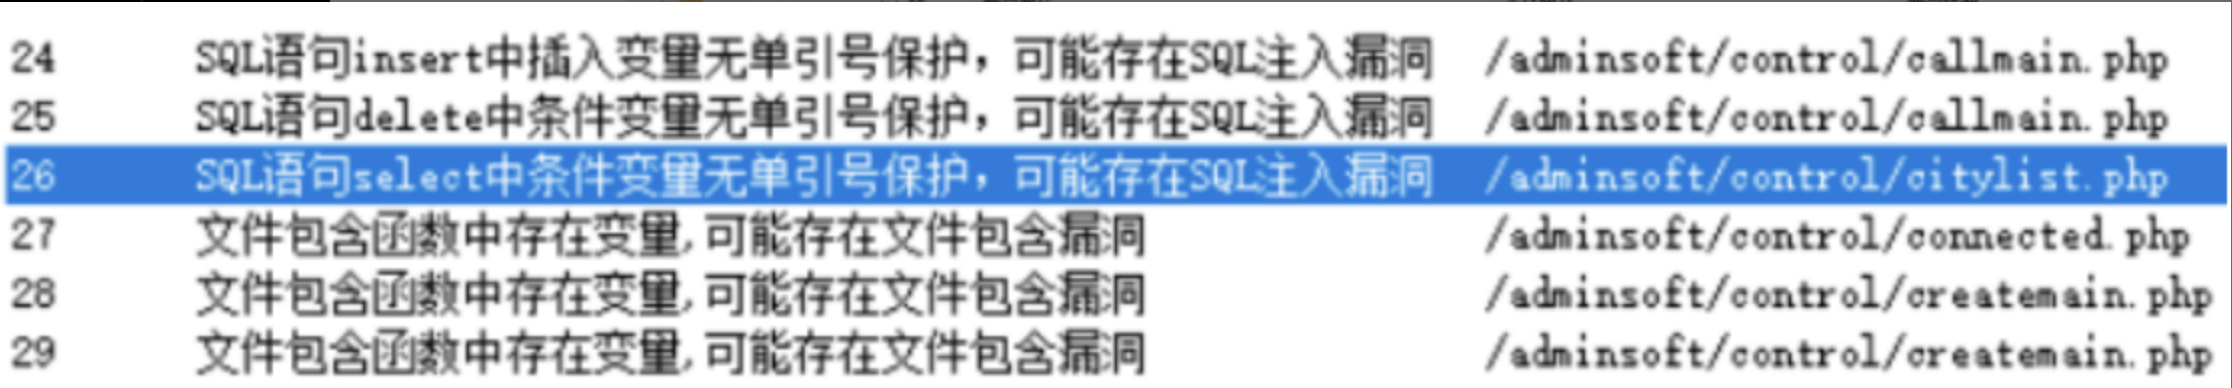 24 SQL语句insert中插入变量无单引号保护，可能存在SQL注入漏洞 /adminsoft/control/callmain.php
25 SQL语句delete中条件变量无单引号保护，可能存在SQL注入漏洞 /adminsoft/control/callmain.php
26 SQL语句select中条件变量无单引号保护，可能存在SQL注入漏洞 /adminsoft/control/citylist.php
27 文件包含函数中存在变量,可能存在文件包含漏洞 /adminsoft/control/connected.php
28 文件包含函数中存在变量,可能存在文件包含漏洞 /adminsoft/control/createmain.php
29 文件包含函数中存在变量,可能存在文件包含漏洞 /adminsoft/control/createmain.php